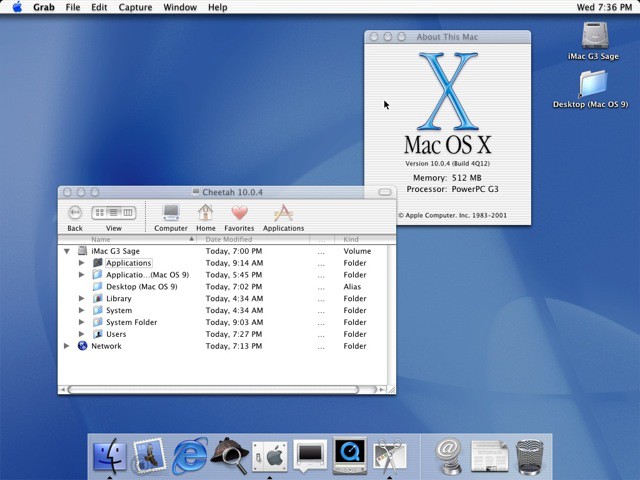 Grab File Edit Capture Window Help Wed 7:36 PM
iMac G3 Sage
Desktop (Mac OS 9)
About This Mac
Mac OS X
Version 10.0.4 (Build 4Q12)
Memory: 512 MB
Processor: PowerPC G3
© Apple Computer. Inc. 1983-2001
Cheetah 10.0.4
Back View Computer Home Favorites Applications
Name Date Modified ... Kind
iMac G3 Sage Today, 7:00 PM ... Volume
Applications Today, 9:14 AM ... Folder
Applicatio...(Mac OS 9) Today, 5:45 PM ... Folder
Desktop (Mac OS 9) Today, 7:02 PM ... Alias
Library Today, 4:34 AM ... Folder
System Today, 4:34 AM ... Folder
System Folder Today, 9:03 AM ... Folder
Users Today, 7:27 PM ... Folder
Network Today, 7:13 PM ... Folder